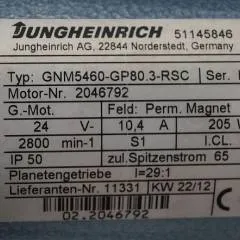 JUNGHEINRICH 51145846
Jungheinrich AG, 22844 Norderstedt, Germany
Typ: GNM5460-GP80.3-RSC Ser.
Motor-Nr. 2046792
G.-Mot. Feld: Perm. Magnet
24 V- 10,4 A 205
2800 min-1 S1 I.CL.
IP 50 zul.Spitzenstrom 65
Planetengetriebe I=29:1
Lieferanten-Nr.: 11331 KW 22/12
02.2046792